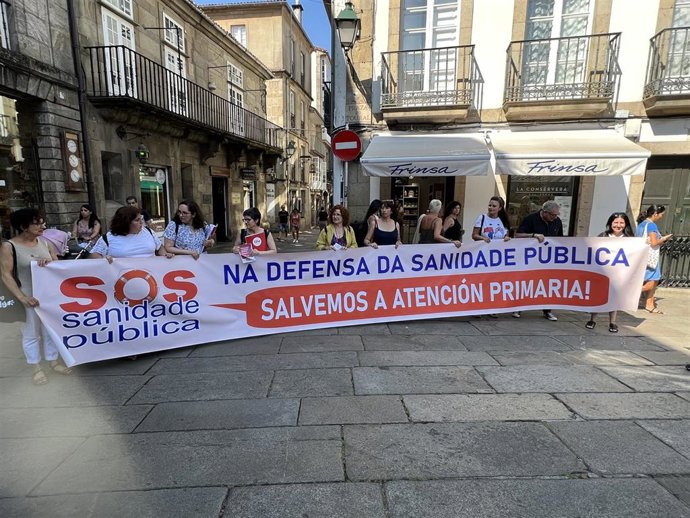 Frinsa
Frinsa
LA CONSERVERA
SOS
sanidade
pública
NA DEFENSA DA SANIDADE PÚBLICA
SALVEMOS A ATENCIÓN PRIMARIA!